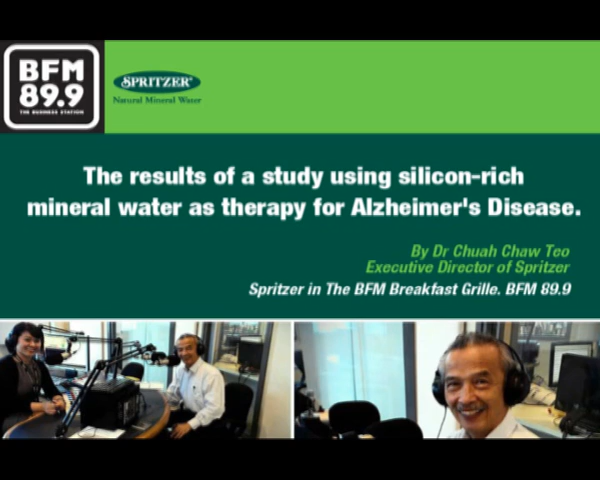 BFM
89.9
THE BUSINESS STATION
SPRITZER®
Natural Mineral Water
The results of a study using silicon-rich
mineral water as therapy for Alzheimer's Disease.
By Dr Chuah Chaw Teo
Executive Director of Spritzer
Spritzer in The BFM Breakfast Grille. BFM 89.9